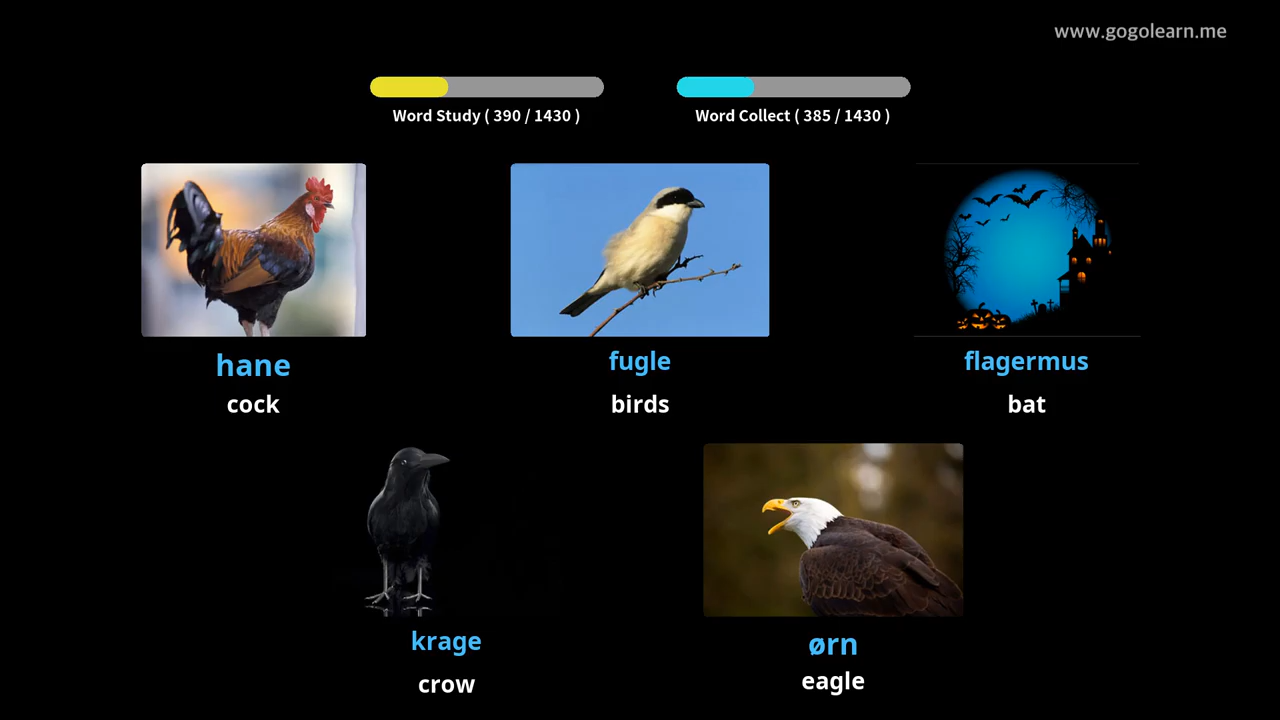 www.gogolearn.me
Word Study ( 390 / 1430 )
Word Collect ( 385 / 1430 )
hane
cock
fugle
birds
flagermus
bat
krage
crow
ørn
eagle